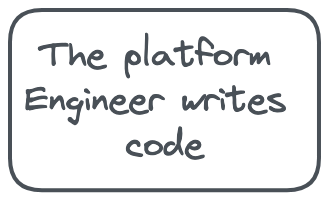 The platform
Engineer writes
code